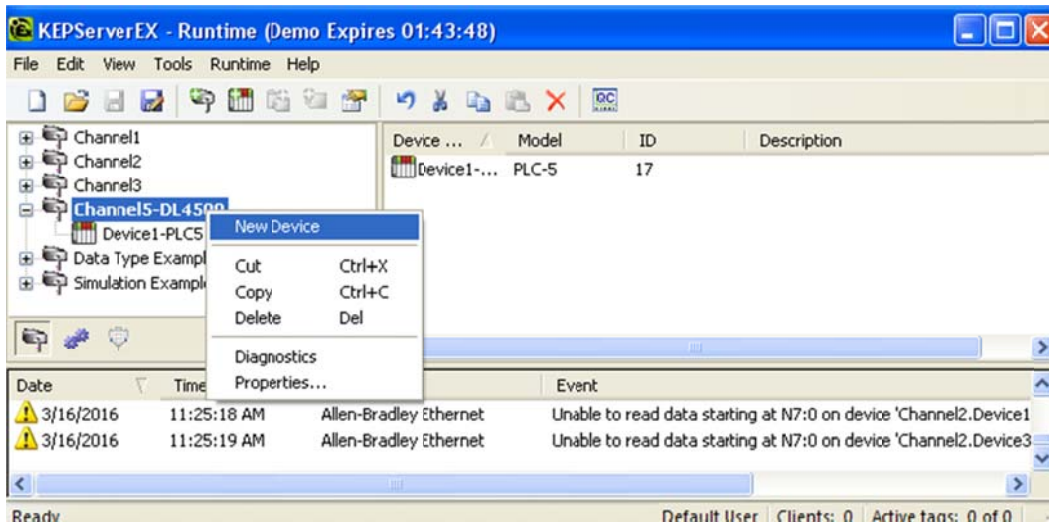 KEPServerEX - Runtime (Demo Expires 01:43:48)
File Edit View Tools Runtime Help
QC
Channel1
Channel2
Channel3
Channel5-DL4500
Device1-PLC5
Data Type Exampl
Simulation Example
New Device
Cut Ctrl+X
Copy Ctrl+C
Delete Del
Diagnostics
Properties...
Device ... Model ID Description
Device1-... PLC-5 17
Date Time Event
3/16/2016 11:25:18 AM Allen-Bradley Ethernet Unable to read data starting at N7:0 on device 'Channel2.Device1
3/16/2016 11:25:19 AM Allen-Bradley Ethernet Unable to read data starting at N7:0 on device 'Channel2.Device3
Ready Default User Clients: 0 Active tags: 0 of 0